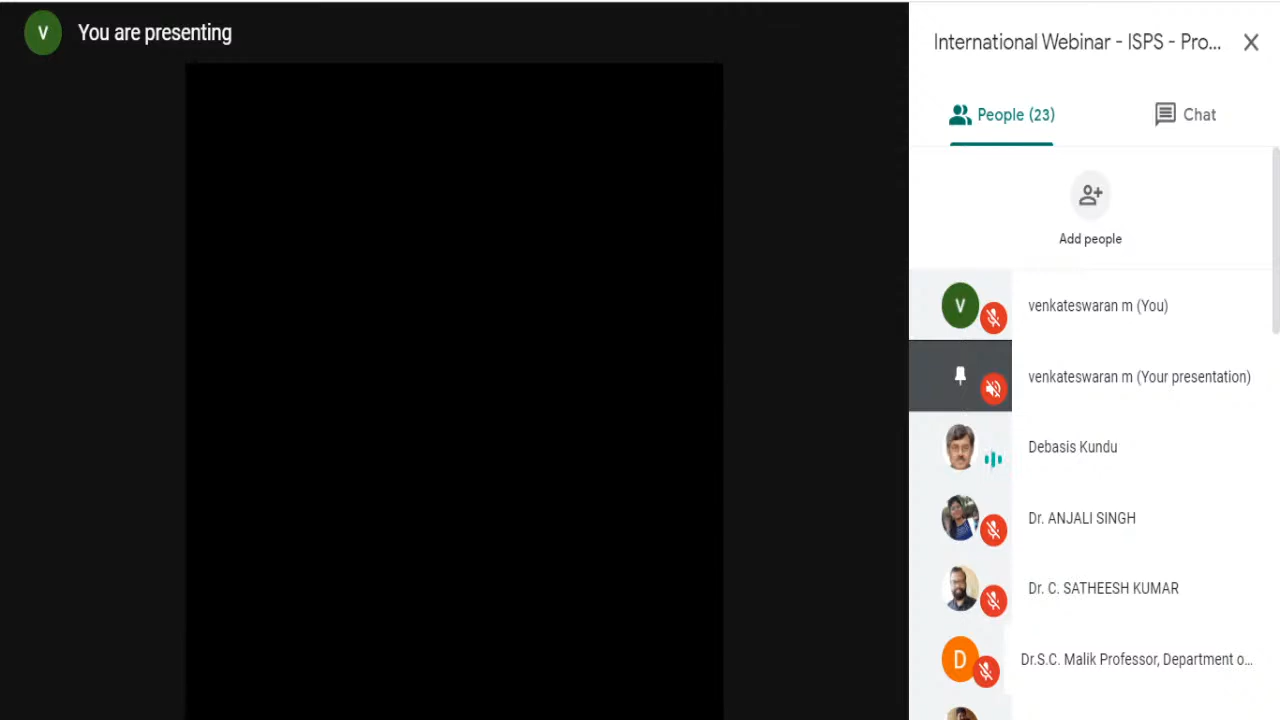 V
You are presenting
International Webinar - ISPS - Pro...
People (23)
Chat
Add people
V
venkateswaran m (You)
venkateswaran m (Your presentation)
Debasis Kundu
Dr. ANJALI SINGH
Dr. C. SATHEESH KUMAR
D
Dr.S.C. Malik Professor, Department o...